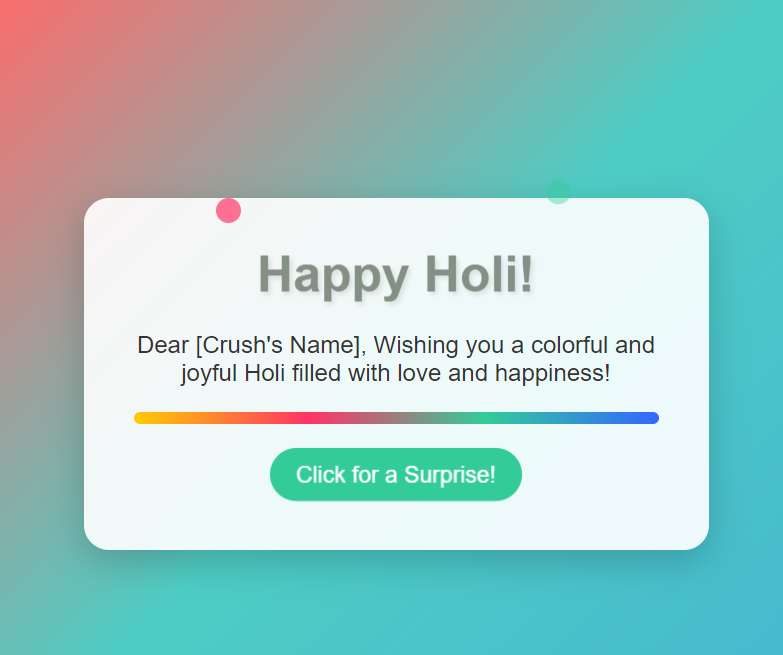 Happy Holi!
Dear [Crush's Name], Wishing you a colorful and
joyful Holi filled with love and happiness!
Click for a Surprise!